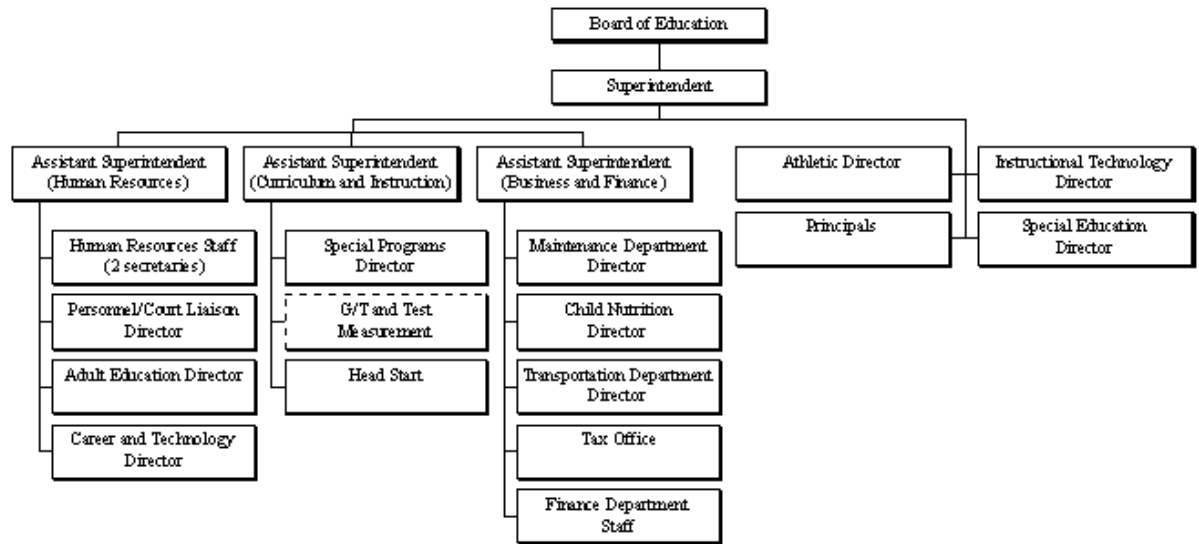 Board of Education
Superintendent
Assistant Superintendent
(Human Resources)
Assistant Superintendent
(Curriculum and Instruction)
Assistant Superintendent
(Business and Finance)
Athletic Director
Instructional Technology
Director
Principals
Special Education
Director
Human Resources Staff
(2 secretaries)
Personnel/Court Liaison
Director
Adult Education Director
Career and Technology
Director
Special Programs
Director
G/T and Test
Measurement
Head Start
Maintenance Department
Director
Child Nutrition
Director
Transportation Department
Director
Tax Office
Finance Department
Staff